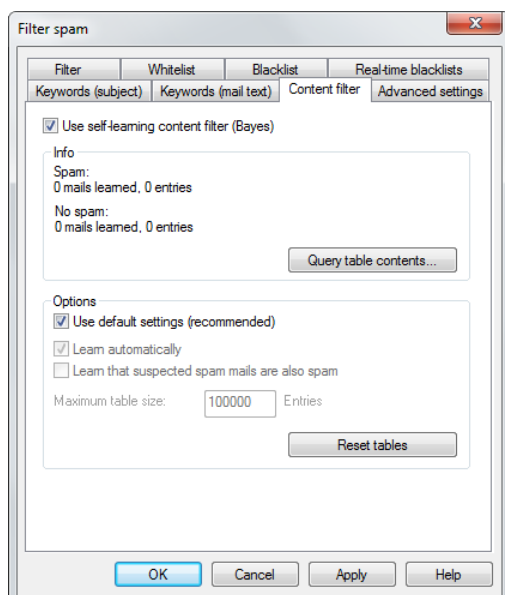 Filter spam
Filter Whitelist Blacklist Real-time blacklists
Keywords (subject) Keywords (mail text) Content filter Advanced settings
Use self-learning content filter (Bayes)
Info
Spam:
0 mails learned, 0 entries
No spam:
0 mails learned, 0 entries
Query table contents...
Options
Use default settings (recommended)
Learn automatically
Learn that suspected spam mails are also spam
Maximum table size: 100000 Entries
Reset tables
OK Cancel Apply Help